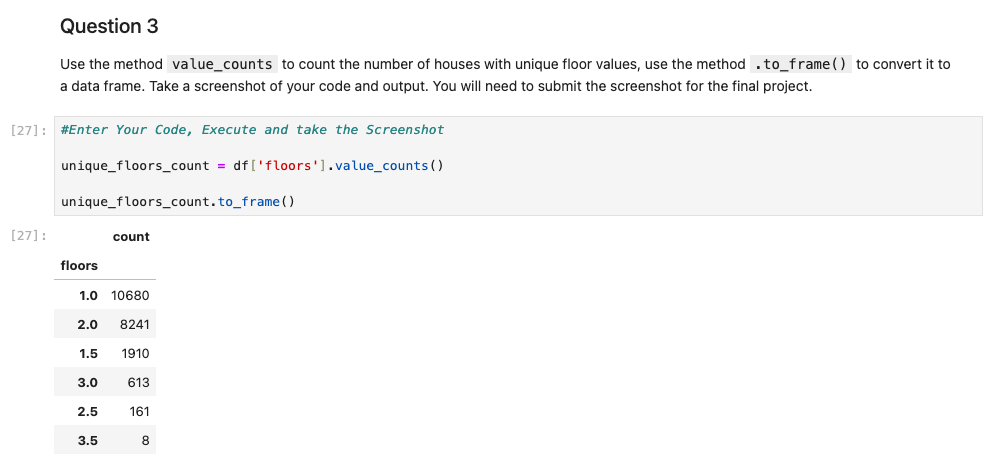 Question 3
Use the method value_counts to count the number of houses with unique floor values, use the method .to_frame() to convert it to
a data frame. Take a screenshot of your code and output. You will need to submit the screenshot for the final project.
[27]: #Enter Your Code, Execute and take the Screenshot
unique_floors_count = df['floors'].value_counts()
unique_floors_count.to_frame()
[27]: count
floors
1.0 10680
2.0 8241
1.5 1910
3.0 613
2.5 161
3.5 8